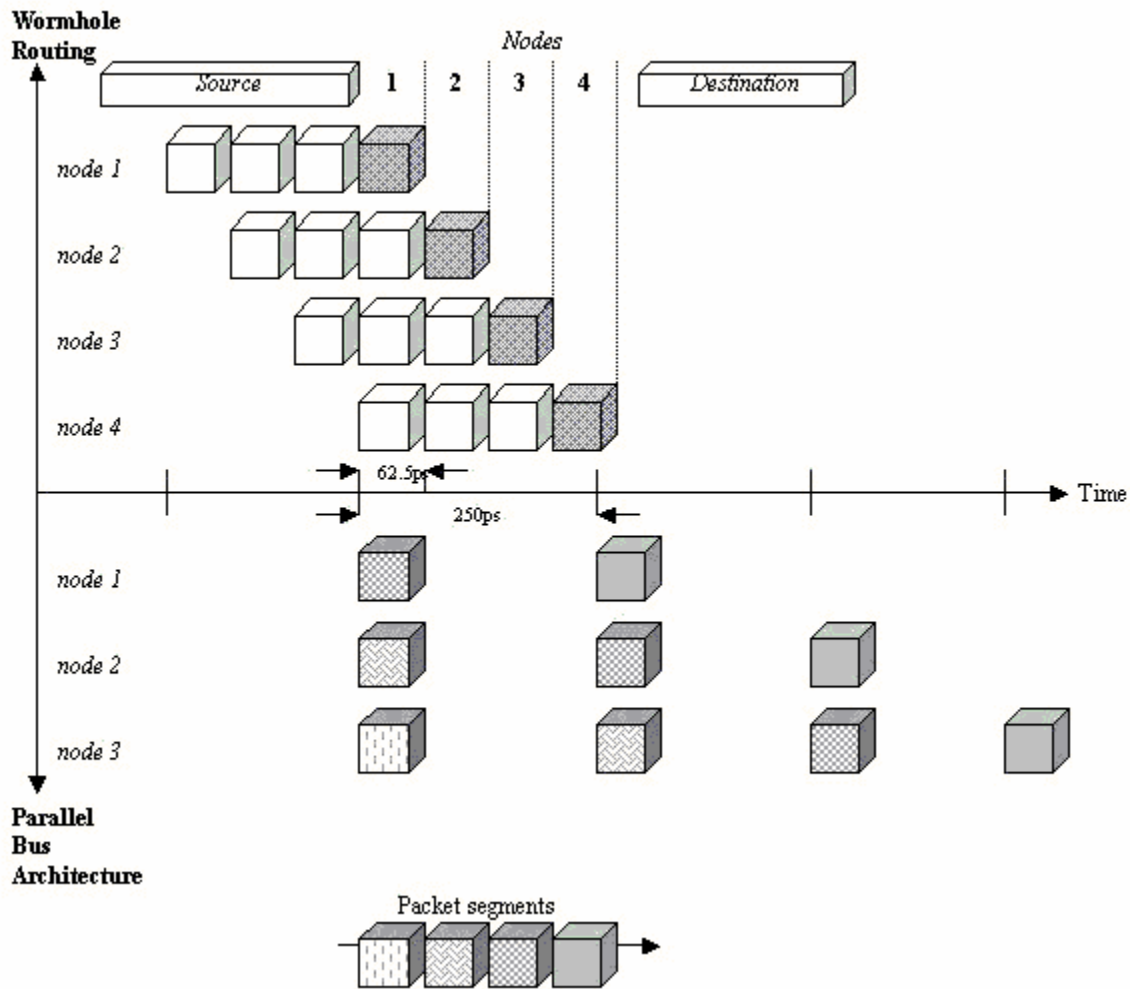 Wormhole
Routing
Nodes
Source
1
2
3
4
Destination
node 1
node 2
node 3
node 4
62.5ps
Time
250ps
node 1
node 2
node 3
Parallel
Bus
Architecture
Packet segments